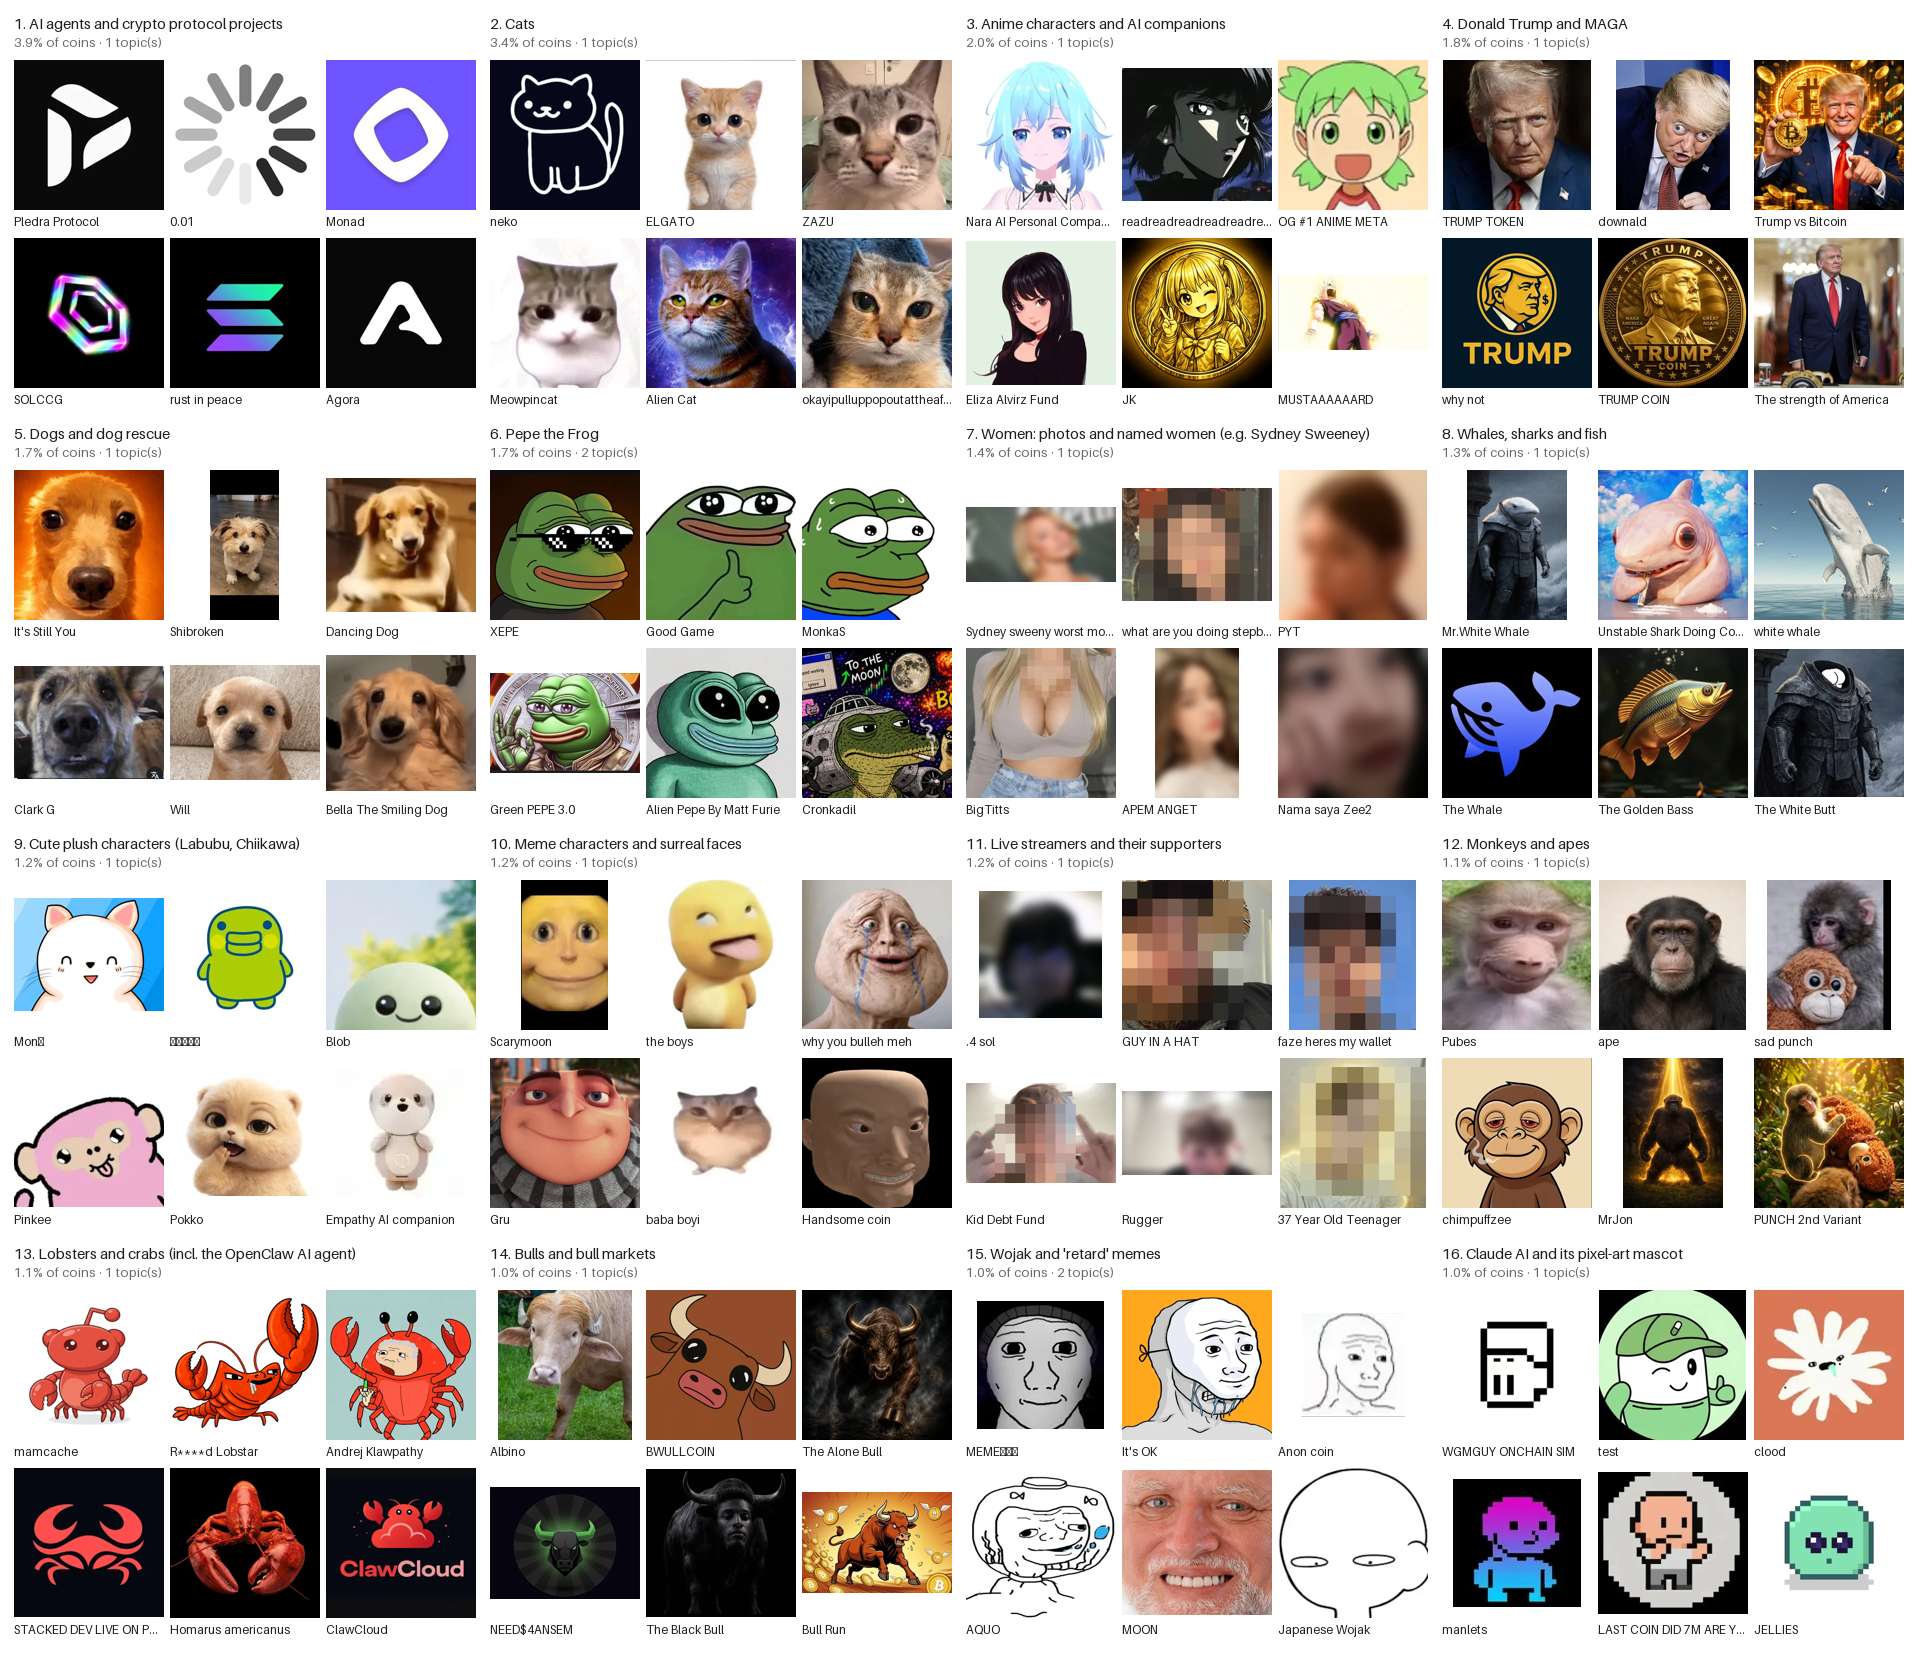 1. AI agents and crypto protocol projects
3.9% of coins · 1 topic(s)
Pledra Protocol
0.01
Monad
SOLCCG
rust in peace
Agora
2. Cats
3.4% of coins · 1 topic(s)
neko
ELGATO
ZAZU
Meowpincat
Alien Cat
okayipulluppopoutattheaf...
3. Anime characters and AI companions
2.0% of coins · 1 topic(s)
Nara AI Personal Compa...
readreadreadreadreadre...
OG #1 ANIME META
Eliza Alvirz Fund
JK
MUSTAAAAAARD
4. Donald Trump and MAGA
1.8% of coins · 1 topic(s)
TRUMP TOKEN
downald
Trump vs Bitcoin
TRUMP
TRUMP
MAKE AMERICA
GREAT AGAIN
TRUMP
COIN
why not
TRUMP COIN
The strength of America
5. Dogs and dog rescue
1.7% of coins · 1 topic(s)
It's Still You
Shibroken
Dancing Dog
Clark G
Will
Bella The Smiling Dog
6. Pepe the Frog
1.7% of coins · 2 topic(s)
XEPE
Good Game
MonkaS
TO THE
MOON
Green PEPE 3.0
Alien Pepe By Matt Furie
Cronkadil
7. Women: photos and named women (e.g. Sydney Sweeney)
1.4% of coins · 1 topic(s)
Sydney sweeny worst mo...
what are you doing stepb...
PYT
BigTitts
APEM ANGET
Nama saya Zee2
8. Whales, sharks and fish
1.3% of coins · 1 topic(s)
Mr.White Whale
Unstable Shark Doing Co...
white whale
The Whale
The Golden Bass
The White Butt
9. Cute plush characters (Labubu, Chiikawa)
1.2% of coins · 1 topic(s)
Mon
Blob
Pinkee
Pokko
Empathy AI companion
10. Meme characters and surreal faces
1.2% of coins · 1 topic(s)
Scarymoon
the boys
why you bulleh meh
Gru
baba boyi
Handsome coin
11. Live streamers and their supporters
1.2% of coins · 1 topic(s)
.4 sol
GUY IN A HAT
faze heres my wallet
Kid Debt Fund
Rugger
37 Year Old Teenager
12. Monkeys and apes
1.1% of coins · 1 topic(s)
Pubes
ape
sad punch
chimpuffzee
MrJon
PUNCH 2nd Variant
13. Lobsters and crabs (incl. the OpenClaw AI agent)
1.1% of coins · 1 topic(s)
mamcache
R****d Lobstar
Andrej Klawpathy
ClawCloud
STACKED DEV LIVE ON P...
Homarus americanus
ClawCloud
14. Bulls and bull markets
1.0% of coins · 1 topic(s)
Albino
BWULLCOIN
The Alone Bull
NEED$4ANSEM
The Black Bull
Bull Run
15. Wojak and 'retard' memes
1.0% of coins · 2 topic(s)
MEME
It's OK
Anon coin
AQUO
MOON
Japanese Wojak
16. Claude AI and its pixel-art mascot
1.0% of coins · 1 topic(s)
WGMGUY ONCHAIN SIM
test
clood
manlets
LAST COIN DID 7M ARE Y...
JELLIES